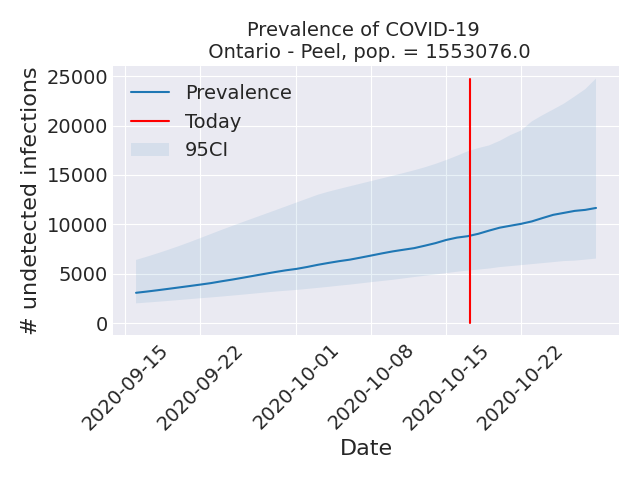 Prevalence of COVID-19
Ontario - Peel, pop. = 1553076.0
# undetected infections
25000
20000
15000
10000
5000
0
Prevalence
Today
95CI
2020-09-15
2020-09-22
2020-10-01
2020-10-08
2020-10-15
2020-10-22
Date